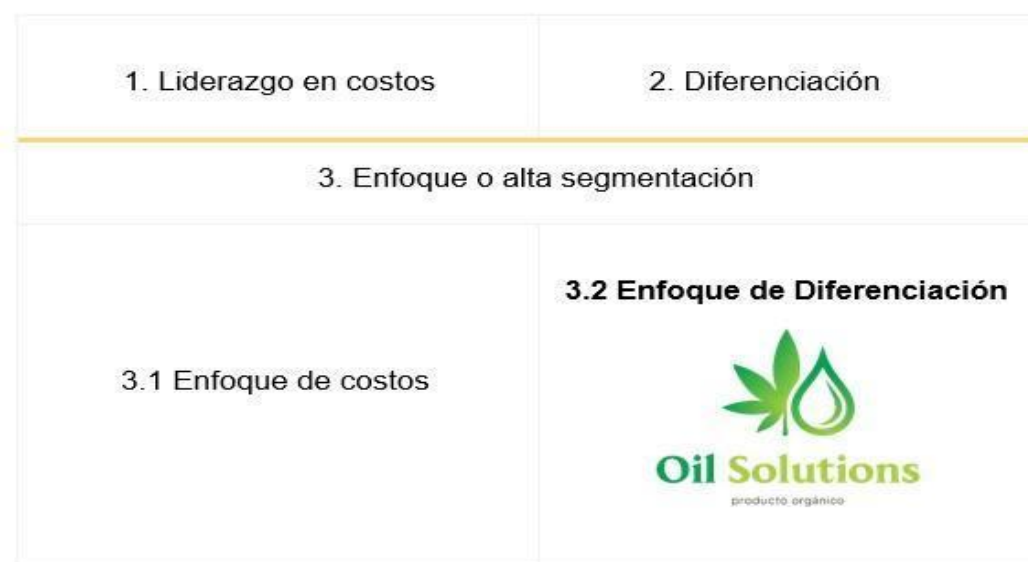 1. Liderazgo en costos
2. Diferenciación
3. Enfoque o alta segmentación
3.1 Enfoque de costos
3.2 Enfoque de Diferenciación
Oil Solutions
producto orgánico